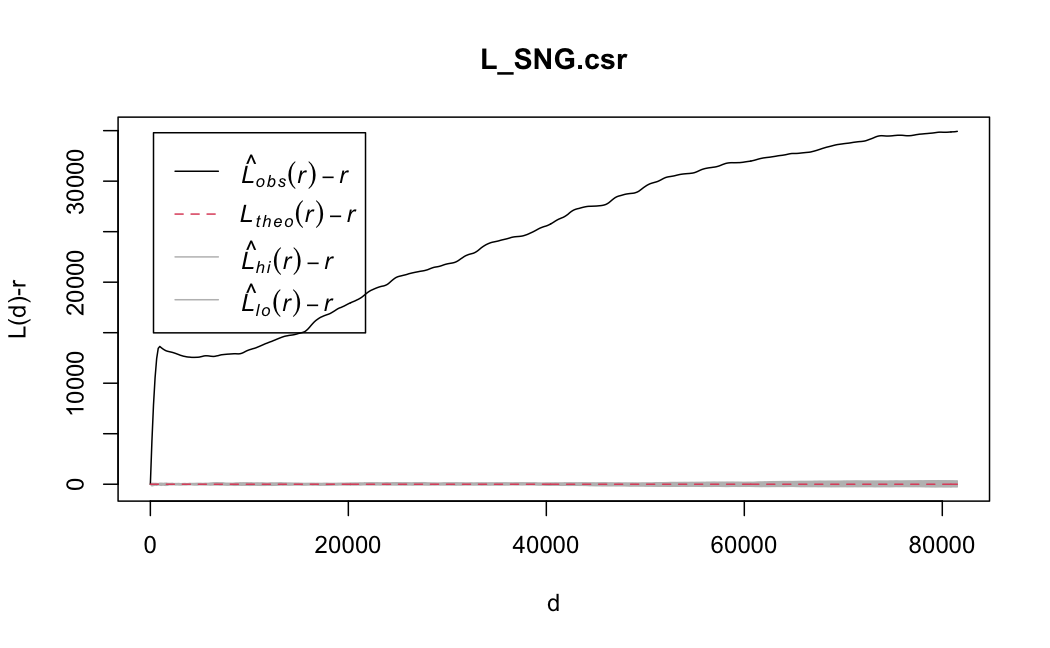 L_SNG.csr
L̂obs(r) − r
Ltheo(r) − r
L̂hi(r) − r
L̂lo(r) − r
L(d)-r
30000
20000
10000
0
0 20000 40000 60000 80000
d